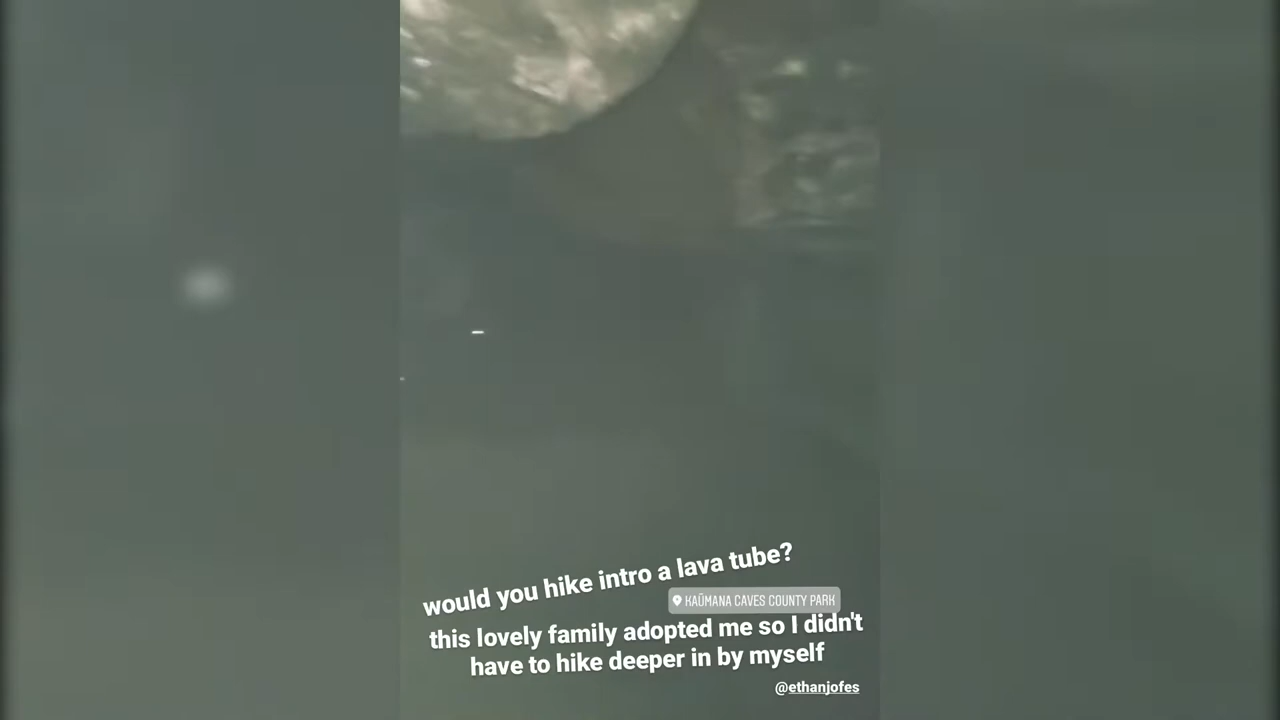 would you hike intro a lava tube?
KAŪMANA CAVES COUNTY PARK
this lovely family adopted me so I didn't
have to hike deeper in by myself
@ethanjofes